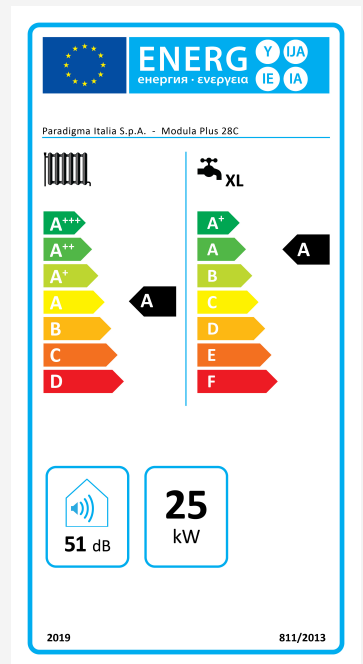 ENERG Y IJA
енергия · ενεργεια IE IA
Paradigma Italia S.p.A. - Modula Plus 28C
XL
A+++ A+
A++ A A
A+ B
A A C
B D
C E
D F
51 dB 25 kW
2019 811/2013